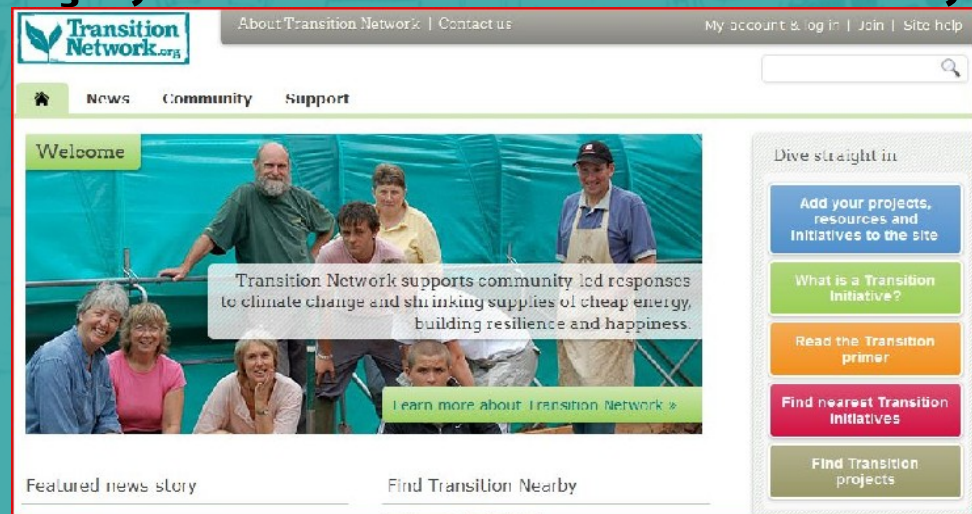 Transition
Network.org
About Transition Network | Contact us
My account & log in | Join | Site help
News Community Support
Welcome
Transition Network supports community led responses
to climate change and shrinking supplies of cheap energy,
building resilience and happiness.
Learn more about Transition Network »
Dive straight in
Add your projects,
resources and
initiatives to the site
What is a Transition
Initiative?
Read the Transition
primer
Find nearest Transition
Initiatives
Find Transition
projects
Featured news story
Find Transition Nearby